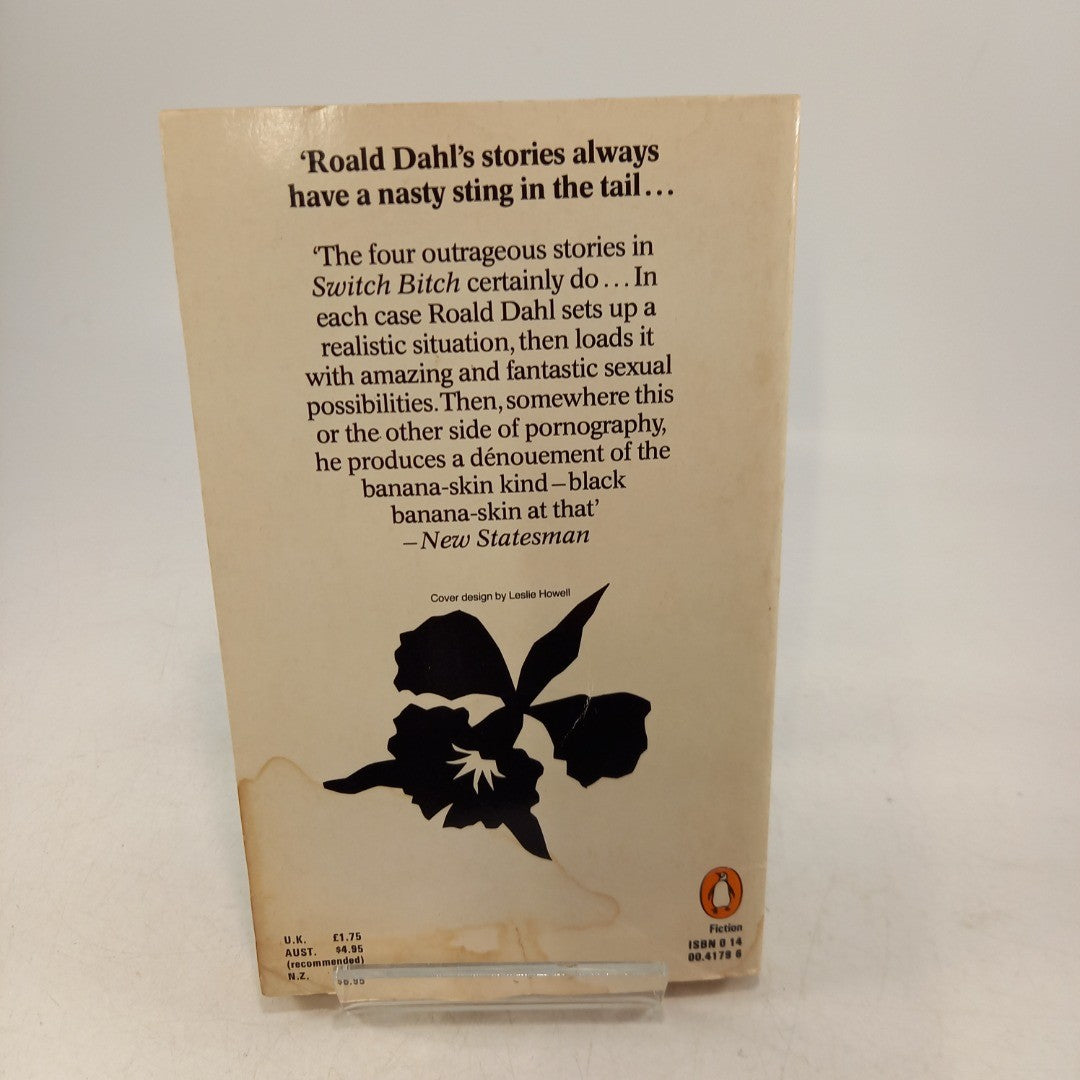 ‘Roald Dahl’s stories always
have a nasty sting in the tail...
‘The four outrageous stories in
Switch Bitch certainly do...In
each case Roald Dahl sets up a
realistic situation, then loads it
with amazing and fantastic sexual
possibilities. Then, somewhere this
or the other side of pornography,
he produces a dénouement of the
banana-skin kind–black
banana-skin at that’
–New Statesman
Cover design by Leslie Howell
U.K. £1.75
AUST. $4.95
(recommended)
N.Z.
Fiction
ISBN 0 14
00.4179 6